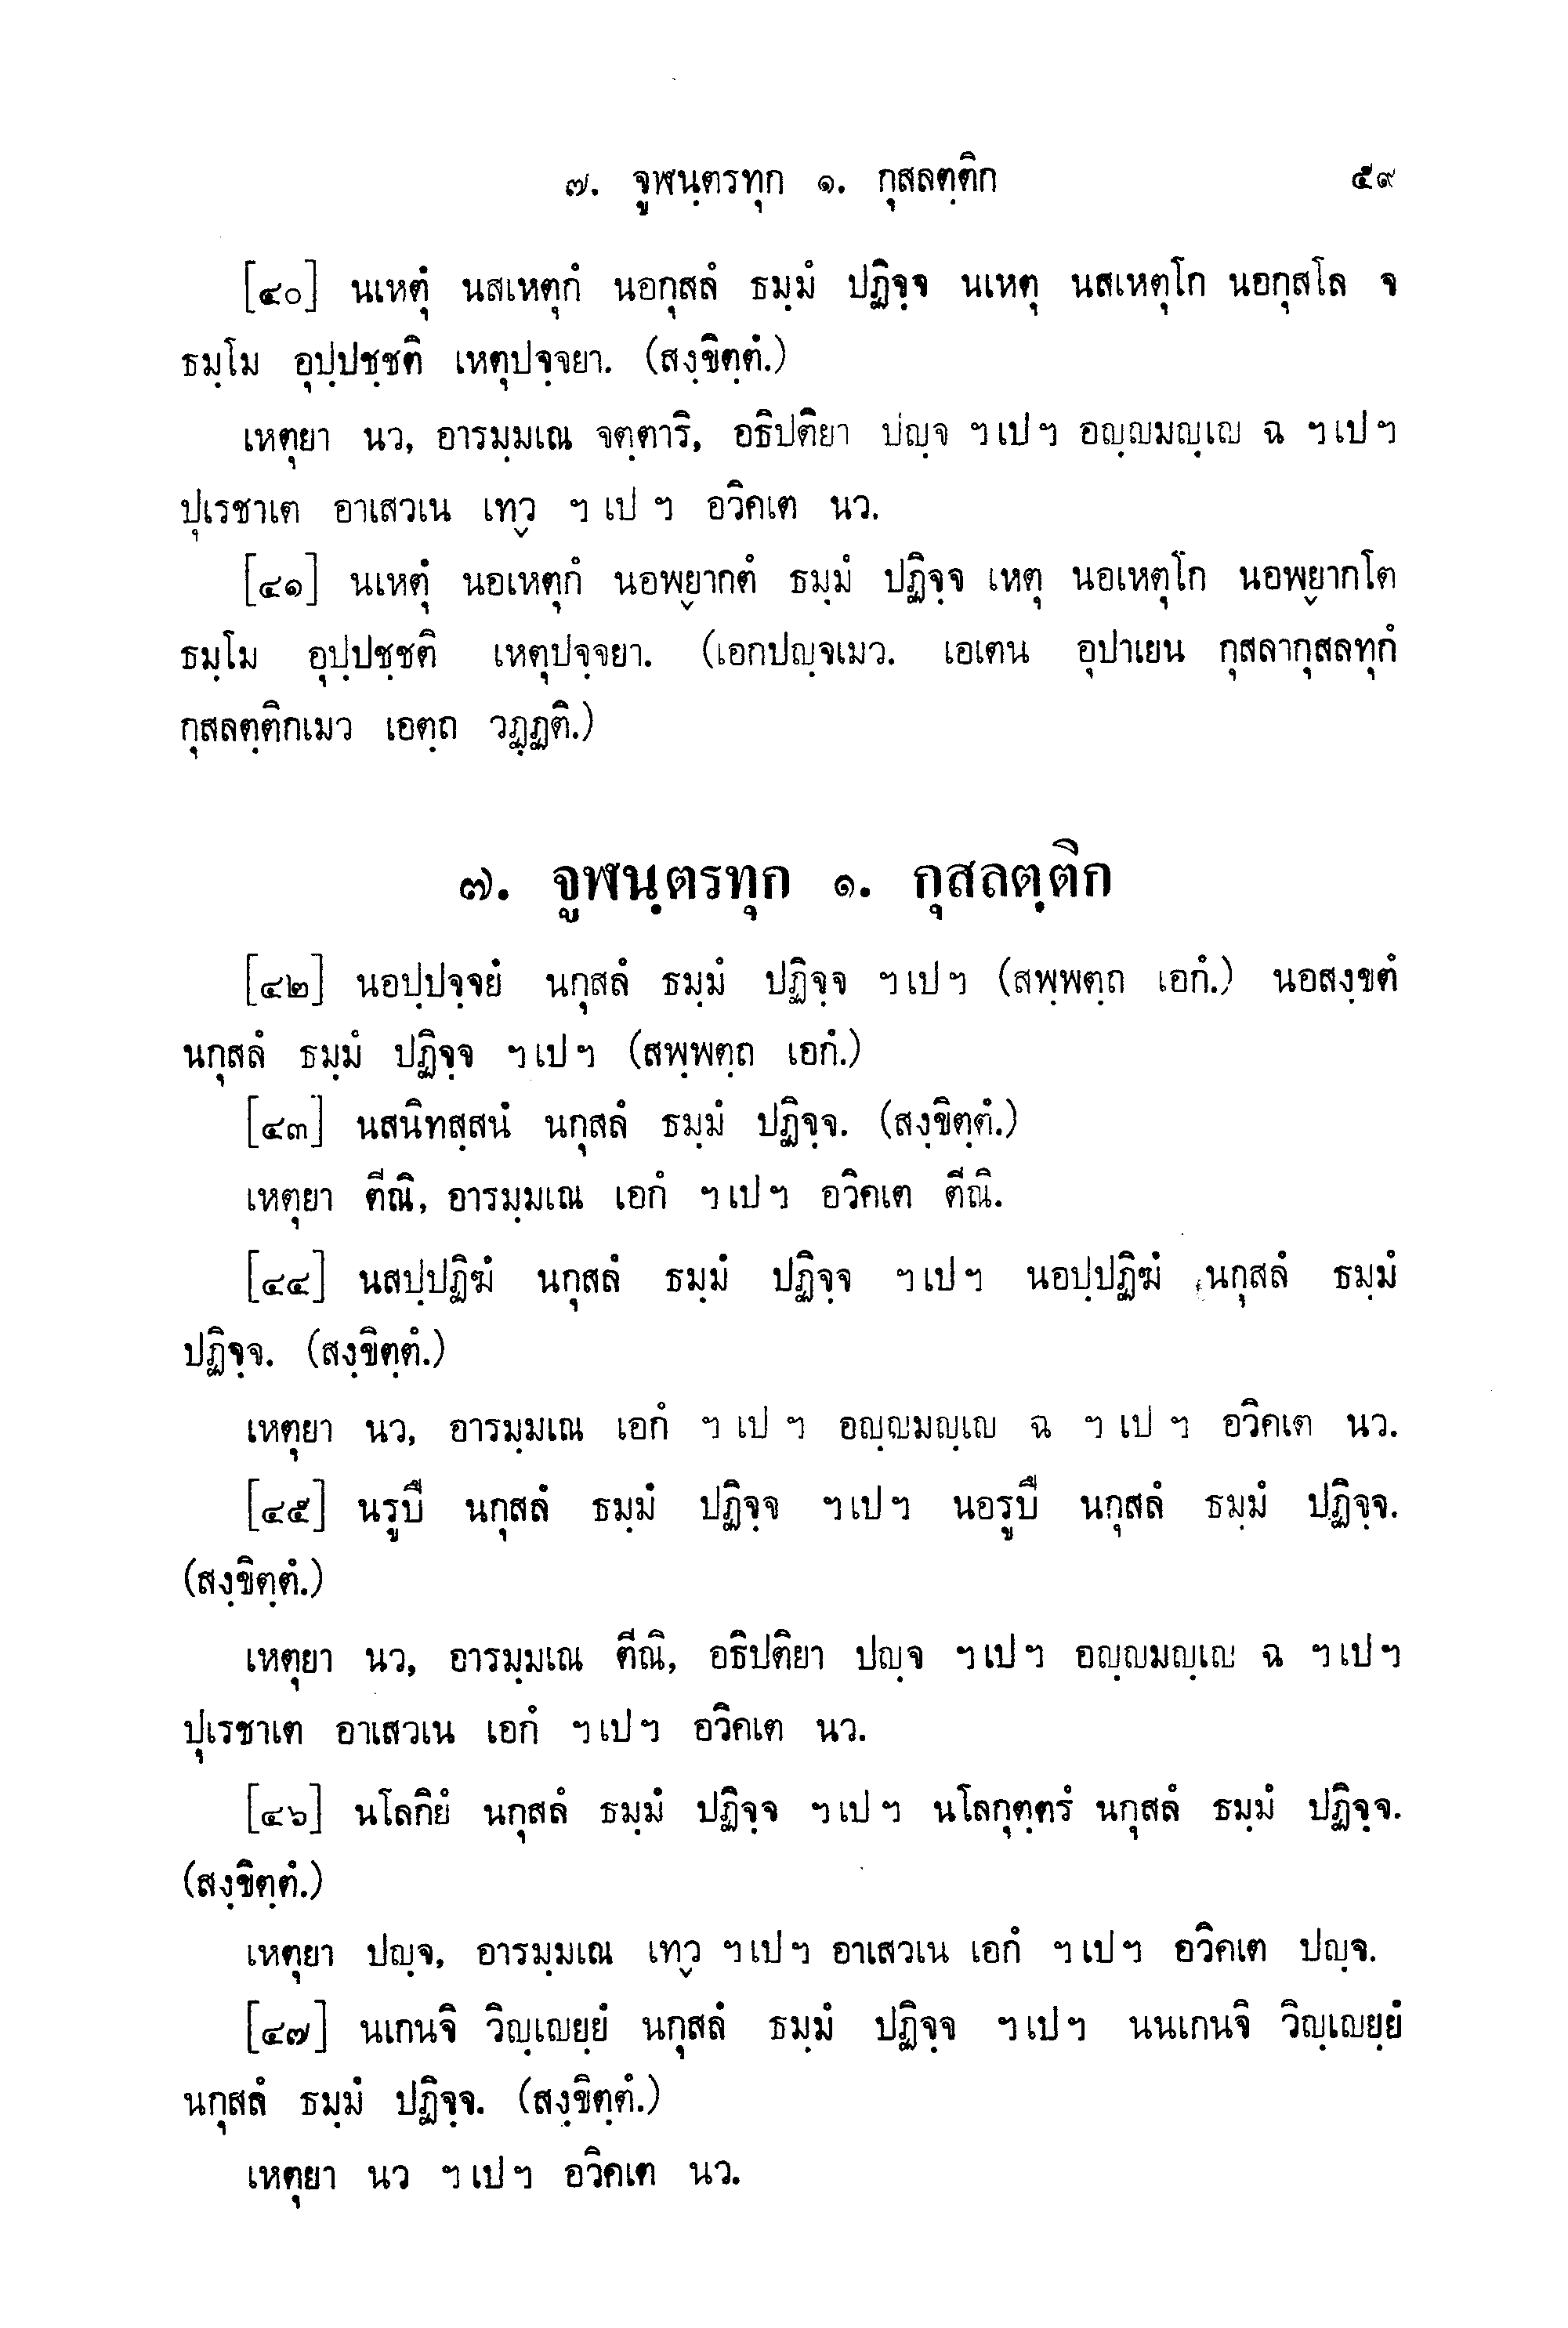 ๗. จูฬนฺตรทุก ๑. กุสลตฺติก ๕๙
[๔๐] นเหตุํ นสเหตุกํ นอกุสลํ ธมฺมํ ปฏิจฺจ นเหตุ นสเหตุโก นอกุสโล จ
ธมฺโม อุปฺปชฺชติ เหตุปจฺจยา. (สงฺขิตฺตํ.)
เหตุยา นว, อารมฺมเณ จตฺตาริ, อธิปติยา ปญฺจ ฯเปฯ อญฺญมญฺเญ ฉ ฯเปฯ
ปุเรชาเต อาเสวเน เทฺว ฯ เป ฯ อวิคเต นว.
[๔๑] นเหตุํ นอเหตุกํ นอพฺยากตํ ธมฺมํ ปฏิจฺจ เหตุ นอเหตุโก นอพฺยากโต
ธมฺโม อุปฺปชฺชติ เหตุปจฺจยา. (เอกปญฺจเมว. เอเตน อุปาเยน กุสลากุสลทุกํ
กุสลตฺติกเมว เอตฺถ วฏฺฏติ.)
๗. จูฬนฺตรทุก ๑. กุสลตฺติก
[๔๒] นอปฺปจฺจยํ นกุสลํ ธมฺมํ ปฏิจฺจ ฯเปฯ (สพฺพตฺถ เอกํ.) นอสงฺขตํ
นกุสลํ ธมฺมํ ปฏิจฺจ ฯเปฯ (สพฺพตฺถ เอกํ.)
[๔๓] นสนิทสฺสนํ นกุสลํ ธมฺมํ ปฏิจฺจ. (สงฺขิตฺตํ.)
เหตุยา ตีณิ, อารมฺมเณ เอกํ ฯเปฯ อวิคเต ตีณิ.
[๔๔] นสปฺปฏิฆํ นกุสลํ ธมฺมํ ปฏิจฺจ ฯเปฯ นอปฺปฏิฆํ นกุสลํ ธมฺมํ
ปฏิจฺจ. (สงฺขิตฺตํ.)
เหตุยา นว, อารมฺมเณ เอกํ ฯ เป ฯ อญฺญมญฺเญ ฉ ฯ เป ฯ อวิคเต นว.
[๔๕] นรูปึ นกุสลํ ธมฺมํ ปฏิจฺจ ฯเปฯ นอรูปึ นกุสลํ ธมฺมํ ปฏิจฺจ.
(สงฺขิตฺตํ.)
เหตุยา นว, อารมฺมเณ ตีณิ, อธิปติยา ปญฺจ ฯเปฯ อญฺญมญฺเญ ฉ ฯเปฯ
ปุเรชาเต อาเสวเน เอกํ ฯเปฯ อวิคเต นว.
[๔๖] นโลกิยํ นกุสลํ ธมฺมํ ปฏิจฺจ ฯเปฯ นโลกุตฺตรํ นกุสลํ ธมฺมํ ปฏิจฺจ.
(สงฺขิตฺตํ.)
เหตุยา ปญฺจ, อารมฺมเณ เทฺว ฯเปฯ อาเสวเน เอกํ ฯเปฯ อวิคเต ปญฺจ.
[๔๗] นเกนจิ วิญฺเญยฺยํ นกุสลํ ธมฺมํ ปฏิจฺจ ฯเปฯ นนเกนจิ วิญฺเญยฺยํ
นกุสลํ ธมฺมํ ปฏิจฺจ. (สงฺขิตฺตํ.)
เหตุยา นว ฯเปฯ อวิคเต นว.